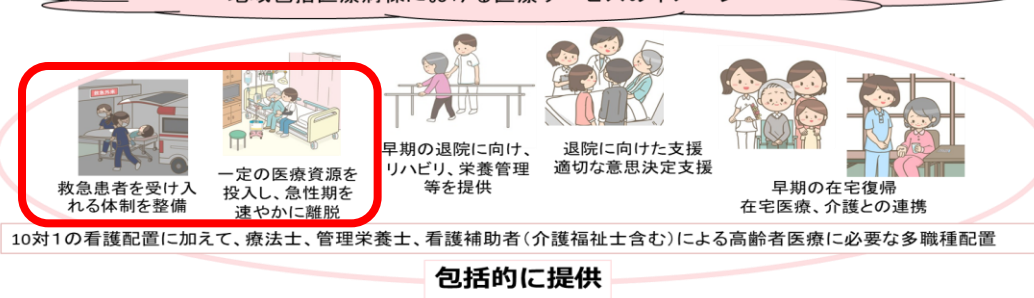 救急患者を受け入
れる体制を整備
一定の医療資源を
投入し、急性期を
速やかに離脱
早期の退院に向け、
リハビリ、栄養管理
等を提供
退院に向けた支援
適切な意思決定支援
早期の在宅復帰
在宅医療、介護との連携
10対1の看護配置に加えて、療法士、管理栄養士、看護補助者(介護福祉士含む)による高齢者医療に必要な多職種配置
包括的に提供